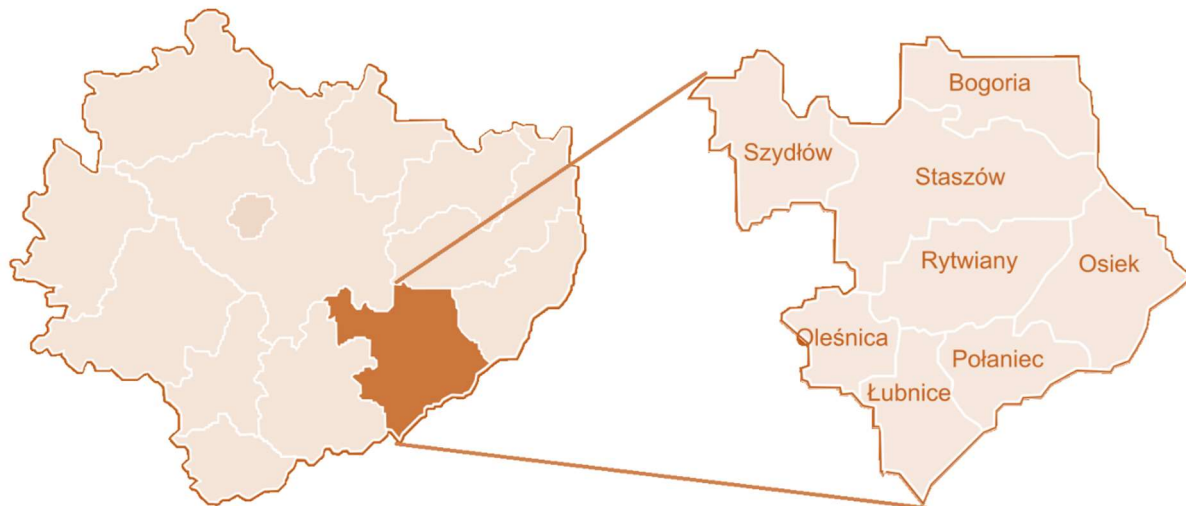 Bogoria
Szydłów
Staszów
Rytwiany
Osiek
Oleśnica
Połaniec
Łubnice